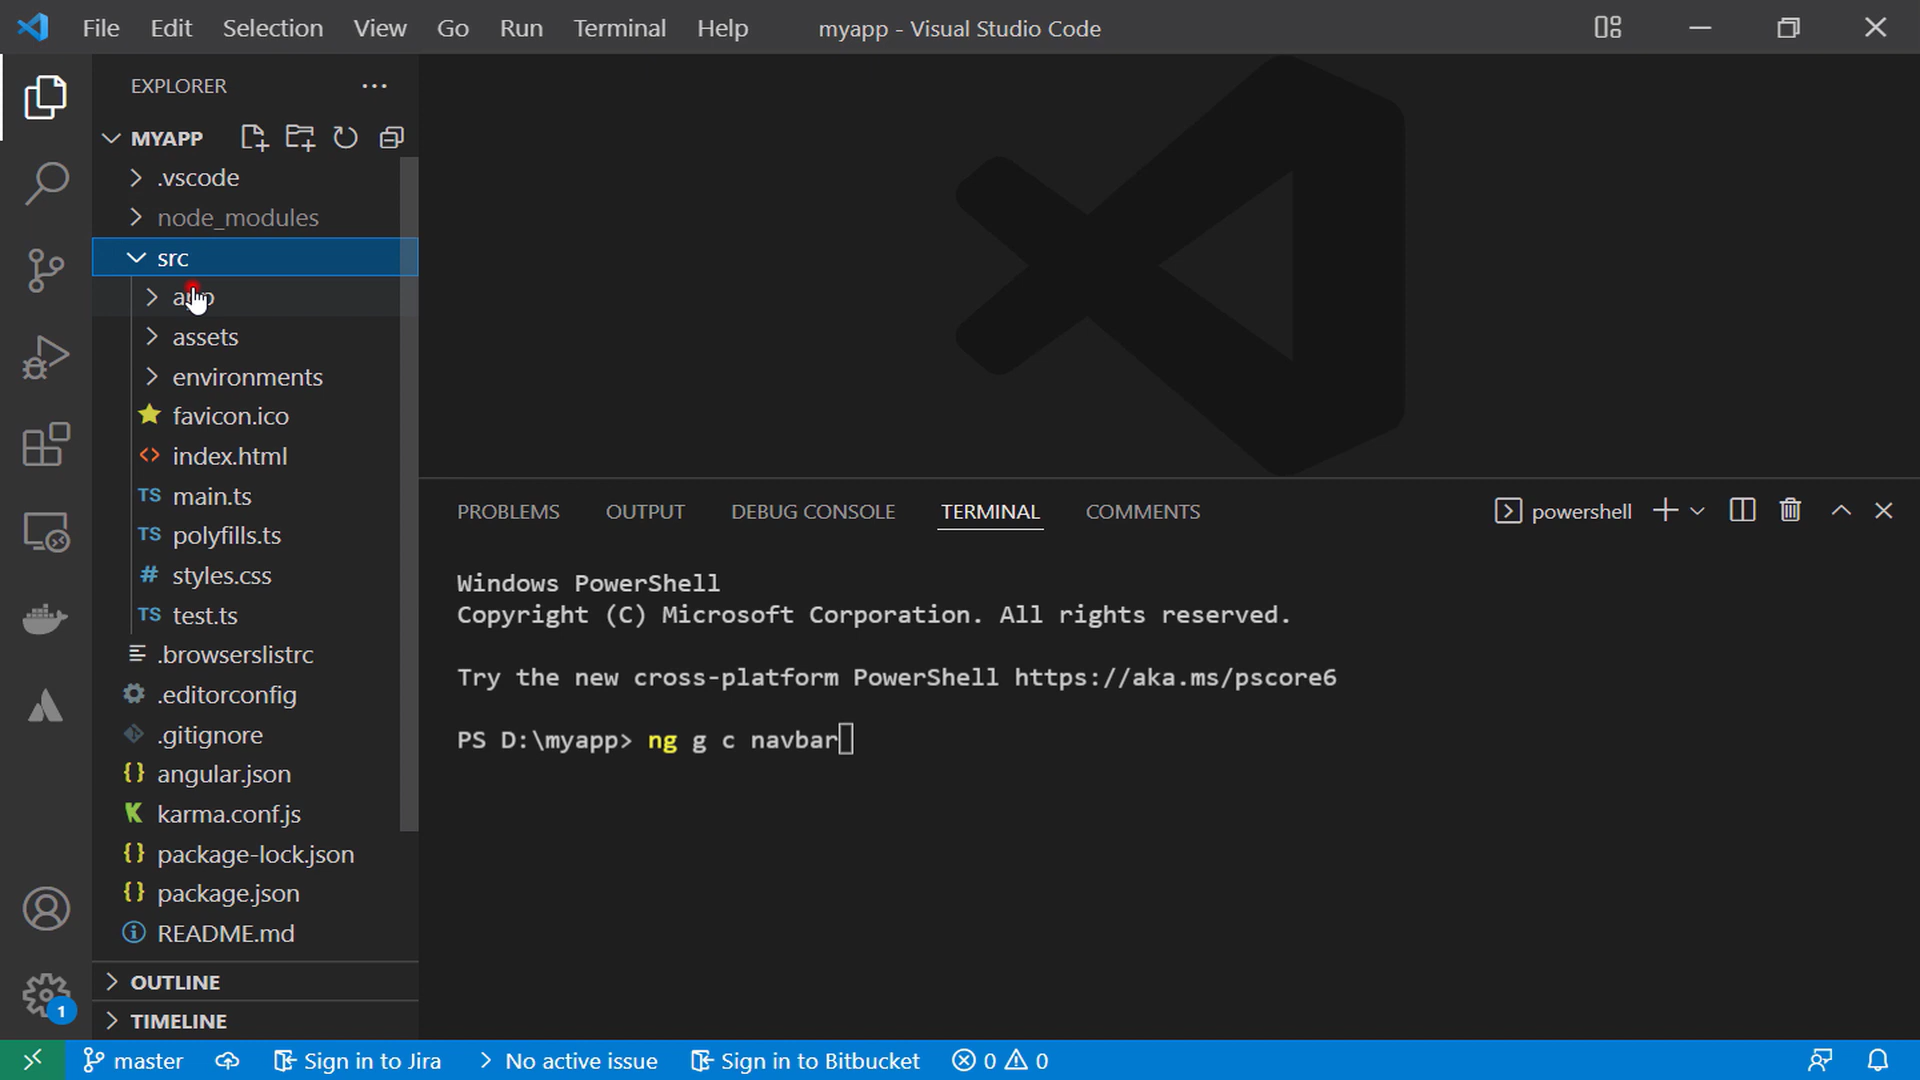 File Edit Selection View Go Run Terminal Help myapp - Visual Studio Code
EXPLORER
MYAPP
.vscode
node_modules
src
app
assets
environments
favicon.ico
index.html
TS main.ts
TS polyfills.ts
# styles.css
TS test.ts
.browserslistrc
.editorconfig
.gitignore
{} angular.json
K karma.conf.js
{} package-lock.json
{} package.json
README.md
OUTLINE
TIMELINE
PROBLEMS OUTPUT DEBUG CONSOLE TERMINAL COMMENTS powershell
Windows PowerShell
Copyright (C) Microsoft Corporation. All rights reserved.
Try the new cross-platform PowerShell https://aka.ms/pscore6
PS D:\myapp> ng g c navbar
1
master Sign in to Jira No active issue Sign in to Bitbucket 0 0